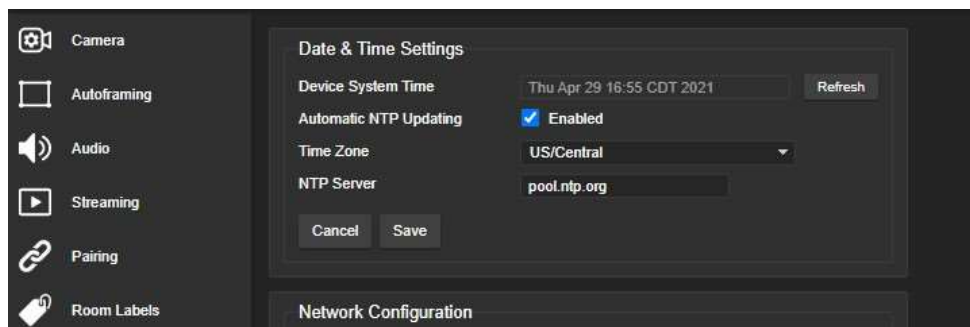 Camera
Autoframing
Audio
Streaming
Pairing
Room Labels
Date & Time Settings
Device System Time Thu Apr 29 16:55 CDT 2021 Refresh
Automatic NTP Updating Enabled
Time Zone US/Central
NTP Server pool.ntp.org
Cancel Save
Network Configuration